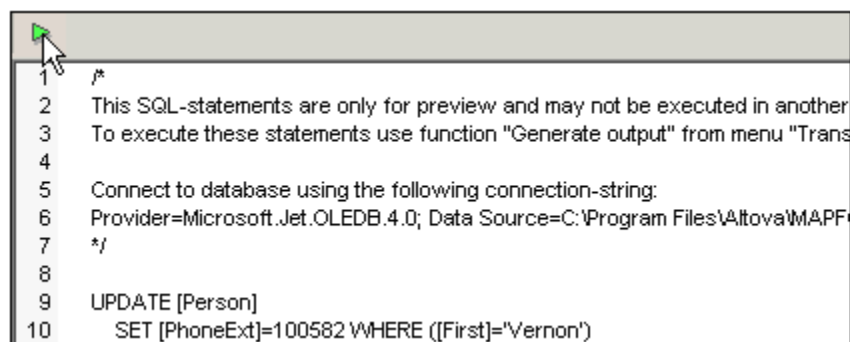 1 /*
2 This SQL-statements are only for preview and may not be executed in another
3 To execute these statements use function "Generate output" from menu "Trans
4
5 Connect to database using the following connection-string:
6 Provider=Microsoft.Jet.OLEDB.4.0; Data Source=C:\Program Files\Altova\MAPF
7 */
8
9 UPDATE [Person]
10 SET [PhoneExt]=100582 WHERE ([First]='Vernon')